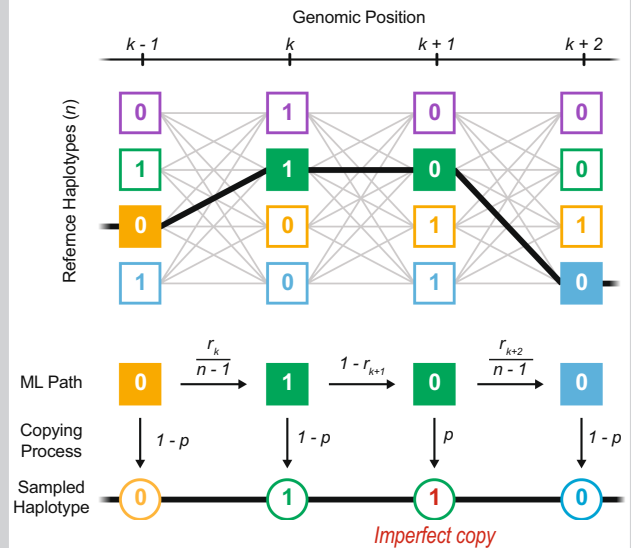 Genomic Position
k - 1 k k + 1 k + 2
Refernce Haplotypes (n)
0 1 0 0
1 1 0 0
0 0 1 1
1 0 1 0
r_k / n - 1 1 - r_{k+1} r_{k+2} / n - 1
ML Path 0 1 0 0
Copying
Process
1 - p 1 - p p 1 - p
Sampled
Haplotype
0 1 1 0
Imperfect copy